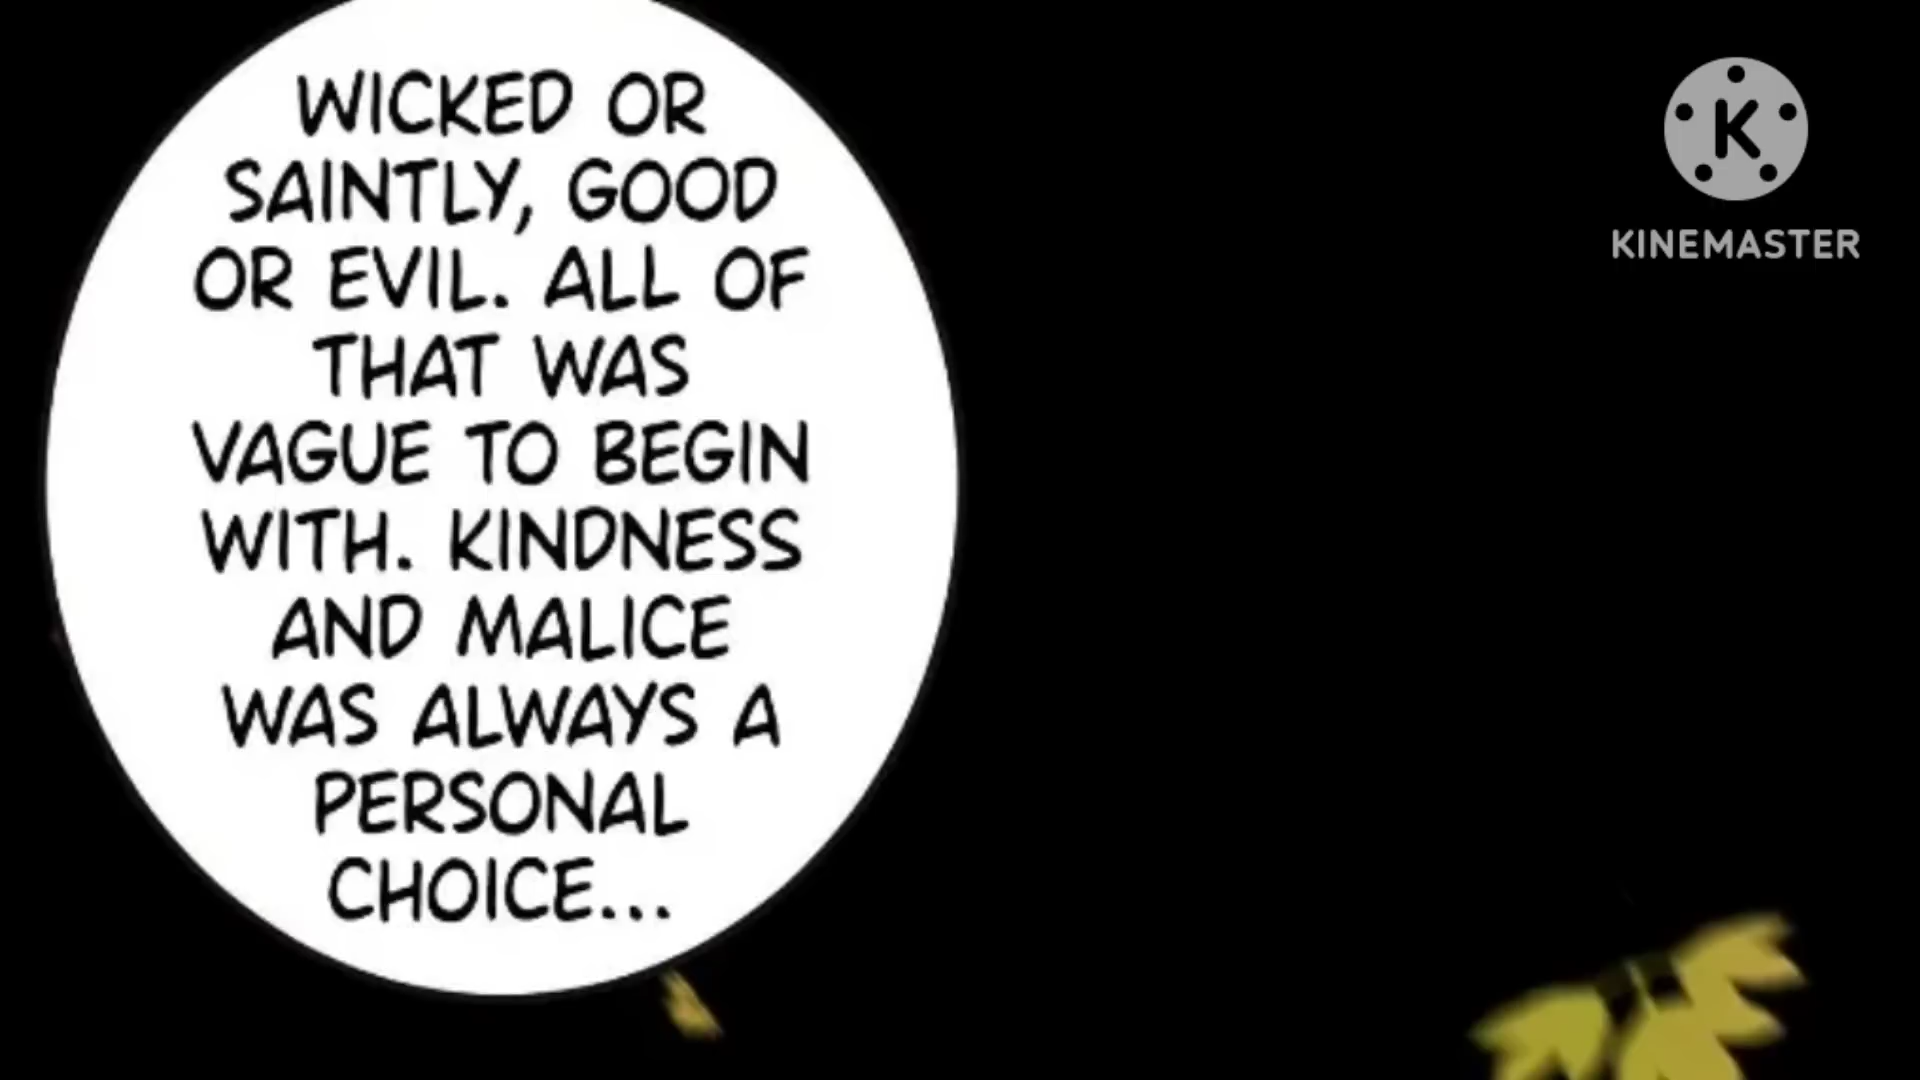 WICKED OR
SAINTLY, GOOD
OR EVIL. ALL OF
THAT WAS
VAGUE TO BEGIN
WITH. KINDNESS
AND MALICE
WAS ALWAYS A
PERSONAL
CHOICE...
K
KINEMASTER